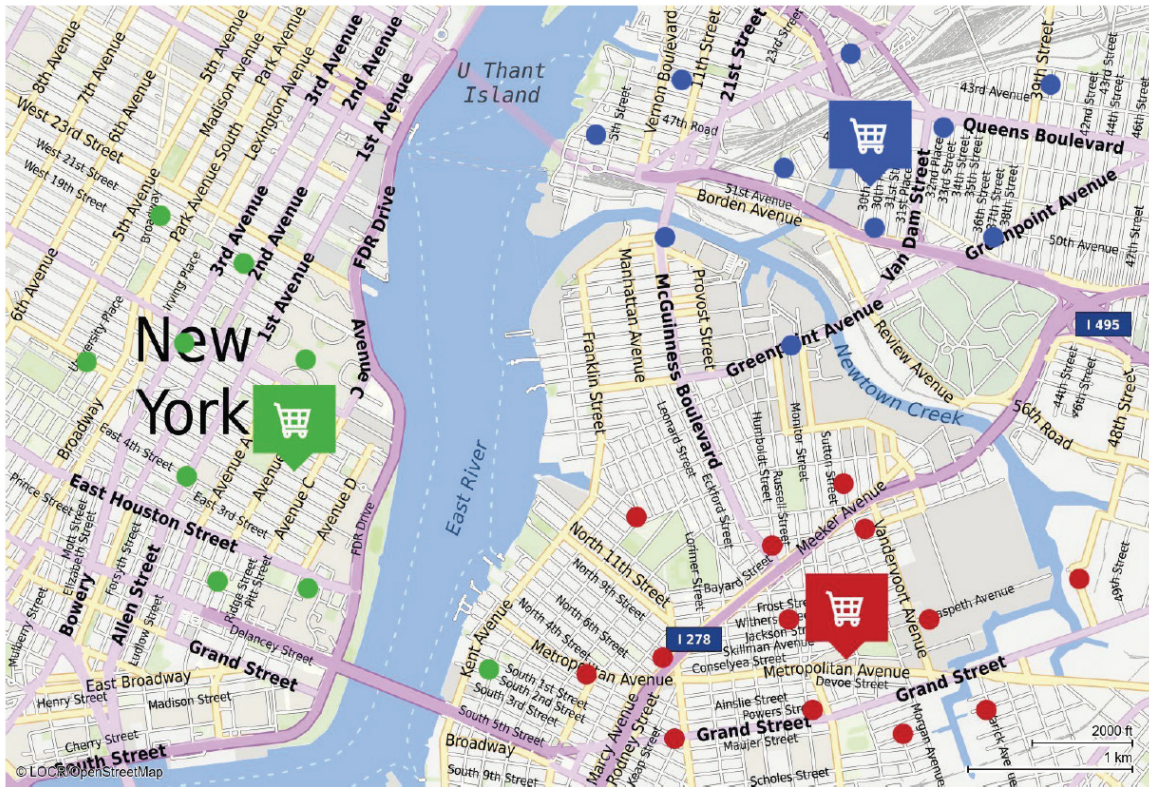 8th Avenue
7th Avenue
6th Avenue
5th Avenue
Park Avenue
Madison Avenue
Lexington Avenue
Park Avenue South
3rd Avenue
2nd Avenue
1st Avenue
West 23rd Street
West 21st Street
West 19th Street
5th Avenue
Broadway
6th Avenue
Irving Place
3rd Avenue
2nd Avenue
1st Avenue
FDR Drive
Avenue C
U Thant
Island
Vernon Boulevard
11th Street
21st Street
23rd Street
5th Street
47th Road
39th Street
43rd Avenue
43rd Street
42nd Street
44th Street
46th Street
Queens Boulevard
51st Avenue
Borden Avenue
Van Dam Street
30th
30th
31st St
31st Place
32nd Place
33rd Street
34th Street
35th Street
36th Street
37th Street
38th Street
Greenpoint Avenue
50th Avenue
47th Street
I 495
New
York
University Place
Broadway
East 4th Street
East 3rd Street
Avenue A
Avenue
Avenue C
Avenue D
Prince Street
East Houston Street
Mott Street
Elizabeth Street
Forsyth Street
Bowery
Allen Street
Ludlow Street
Ridge Street
Pitt Street
FDR Drive
Mulberry Street
Delancey Street
Grand Street
East Broadway
Henry Street
Madison Street
Cherry Street
South Street
East River
Manhattan Avenue
Provost Street
McGuinness Boulevard
Franklin Street
Greenpoint Avenue
Review Avenue
Newtown Creek
44th Street
46th Street
48th Street
56th Road
Leonard Street
Eckford Street
Humboldt Street
Monitor Street
Russell Street
Sutton Street
Meeker Avenue
Vandervoort Avenue
Lorimer Street
Bayard Street
North 11th Street
North 9th Street
North 6th Street
North 4th Street
Kent Avenue
Metropolitan Avenue
I 278
Frost Street
Withers
Jackson Str
Skillman Avenue
Conselyea Street
Metropolitan Avenue
Devoe Street
aspeth Avenue
49th Street
South 1st Street
South 2nd Street
South 3rd Street
South 5th Street
Broadway
South 9th Street
Marcy Avenue
Rodney Street
Keap Street
Ainslie Street
Powers Street
Grand Street
Grand Street
Maujer Street
Scholes Street
Morgan Avenue
2000 ft
1 km
© LOCR OpenStreetMap